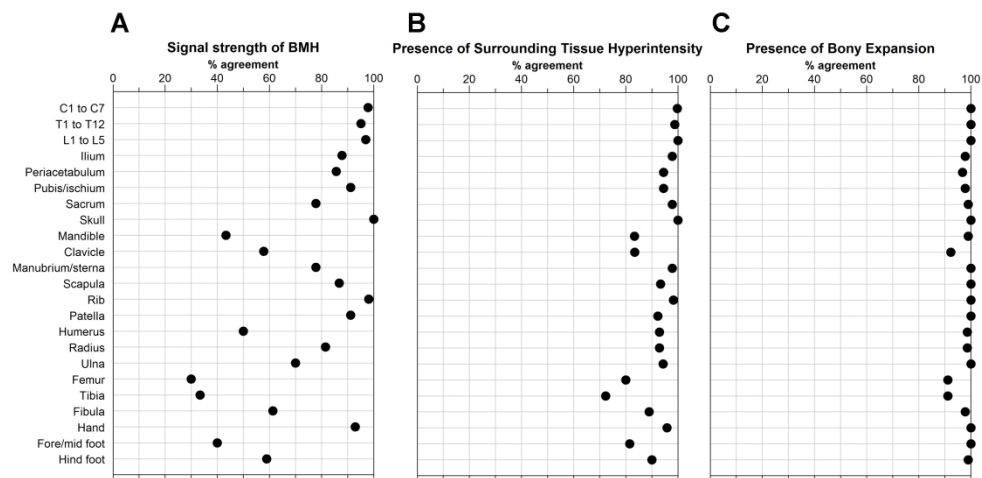 A
B
C
Signal strength of BMH
Presence of Surrounding Tissue Hyperintensity
Presence of Bony Expansion
% agreement
% agreement
% agreement
0 20 40 60 80 100
0 20 40 60 80 100
0 20 40 60 80 100
C1 to C7
T1 to T12
L1 to L5
Ilium
Periacetabulum
Pubis/ischium
Sacrum
Skull
Mandible
Clavicle
Manubrium/sterna
Scapula
Rib
Patella
Humerus
Radius
Ulna
Femur
Tibia
Fibula
Hand
Fore/mid foot
Hind foot